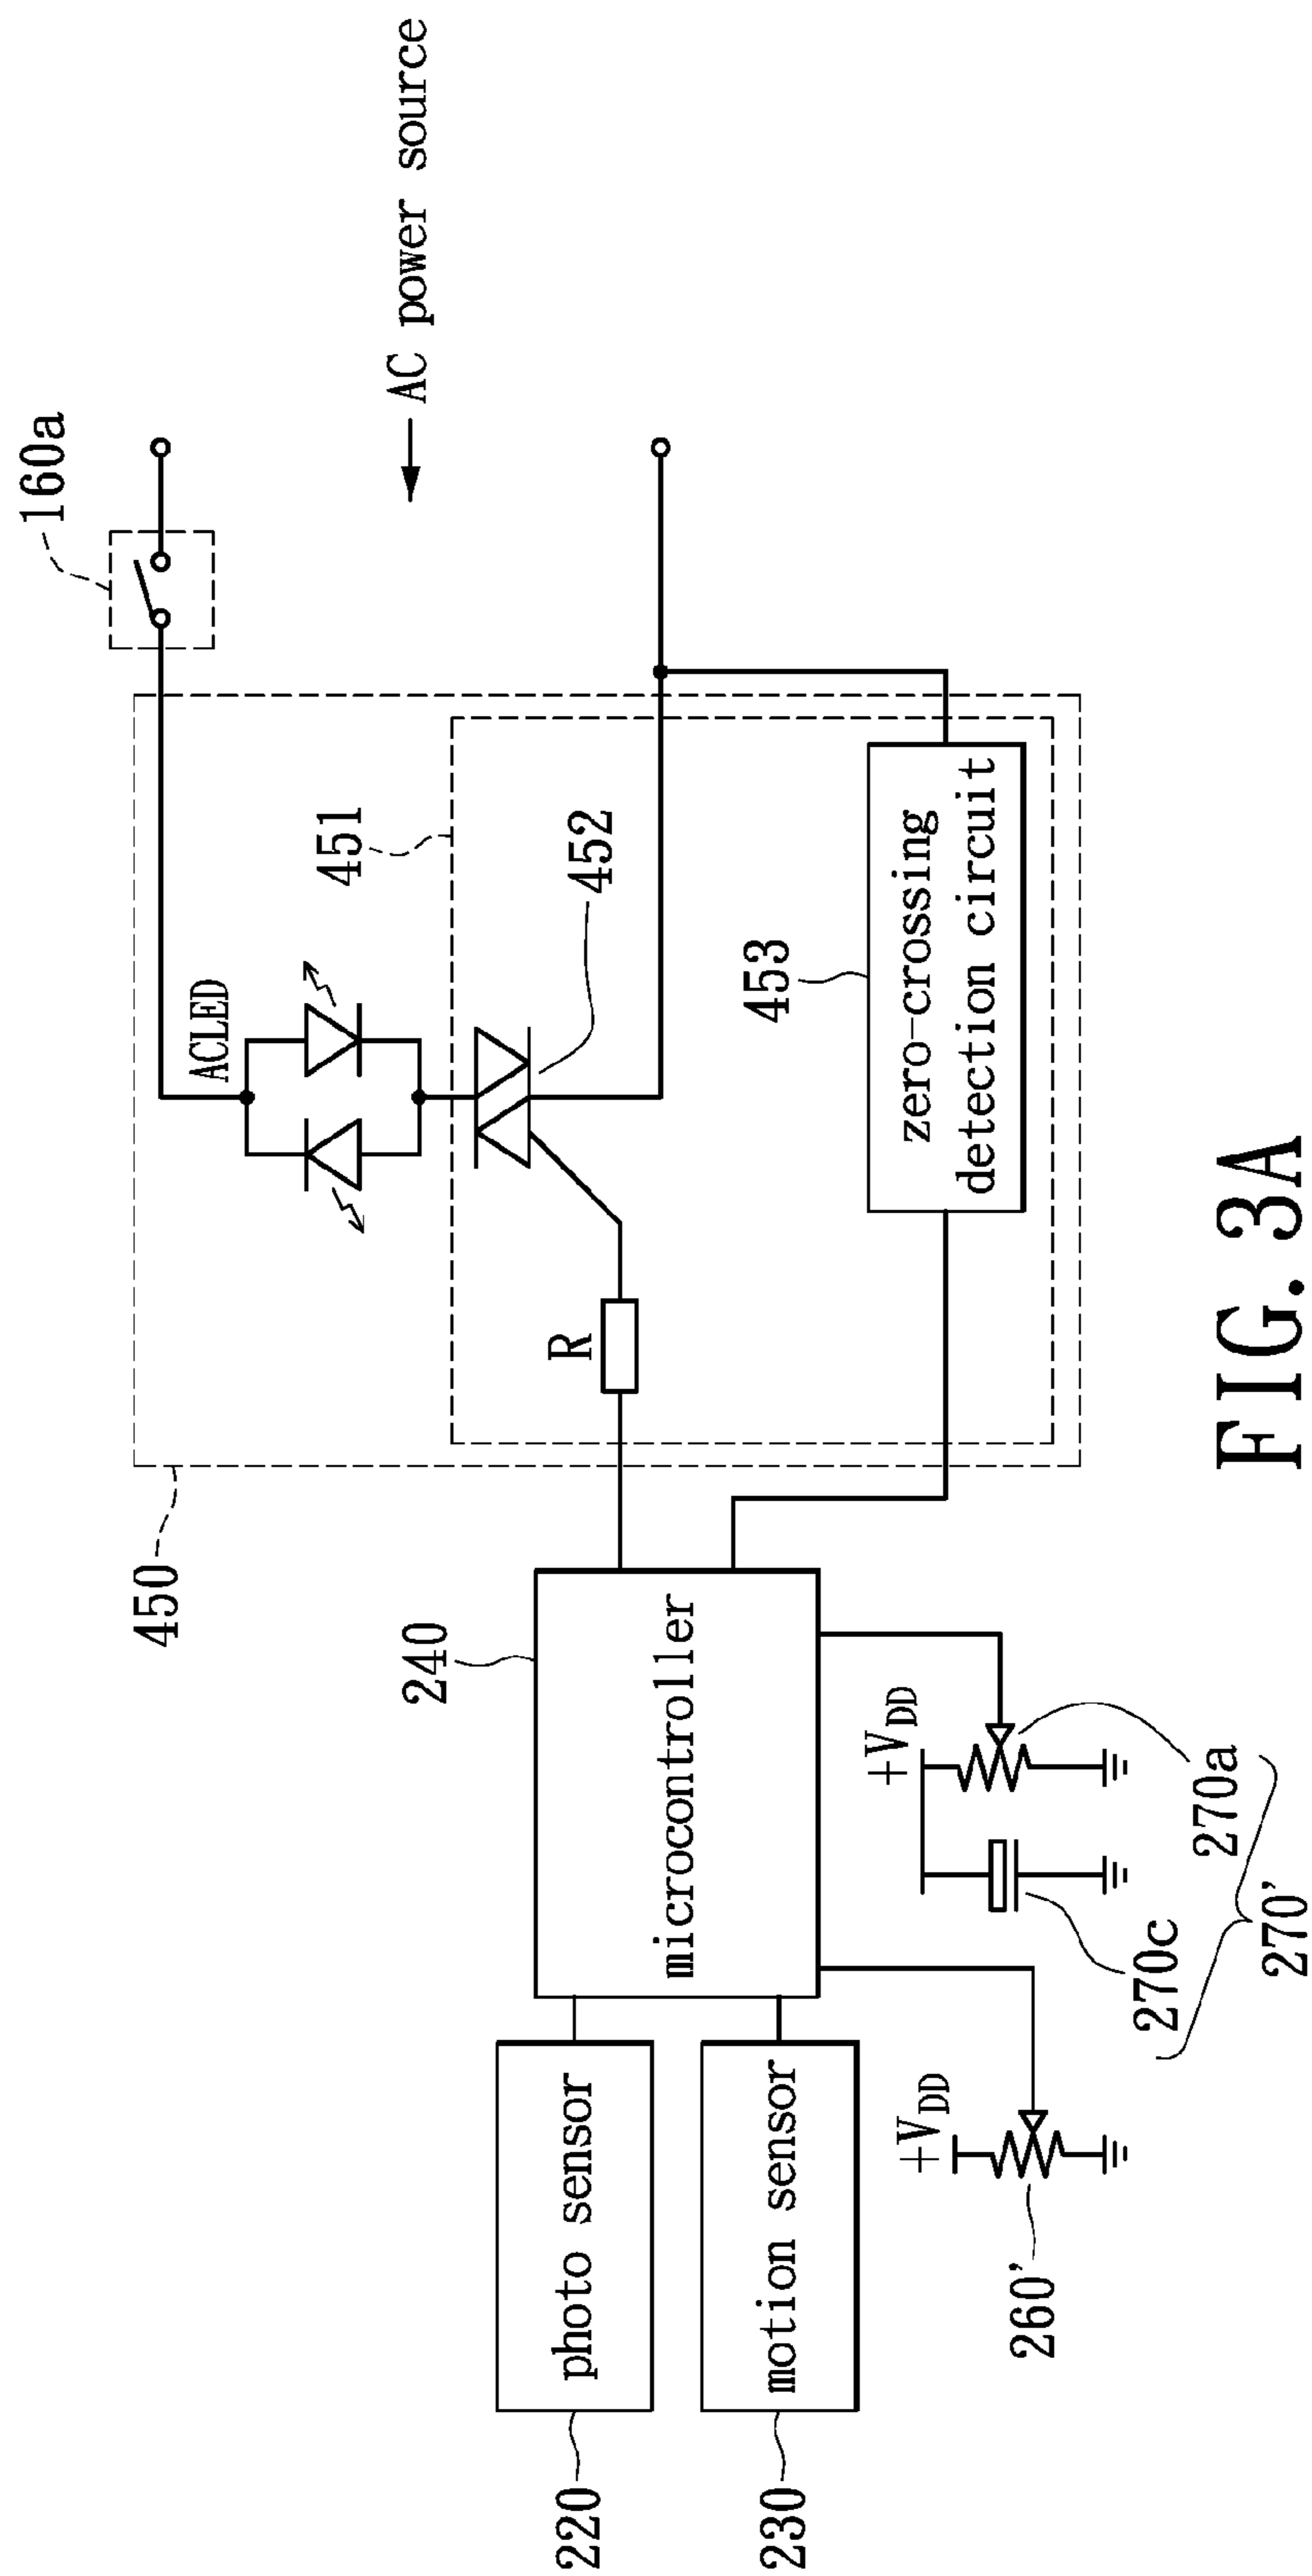 160a
AC power source
450
451
ACLED
452
R
453
zero-crossing
detection circuit
240
microcontroller
220
photo sensor
230
motion sensor
+VDD
+VDD
260'
270c
270a
270'
FIG. 3A